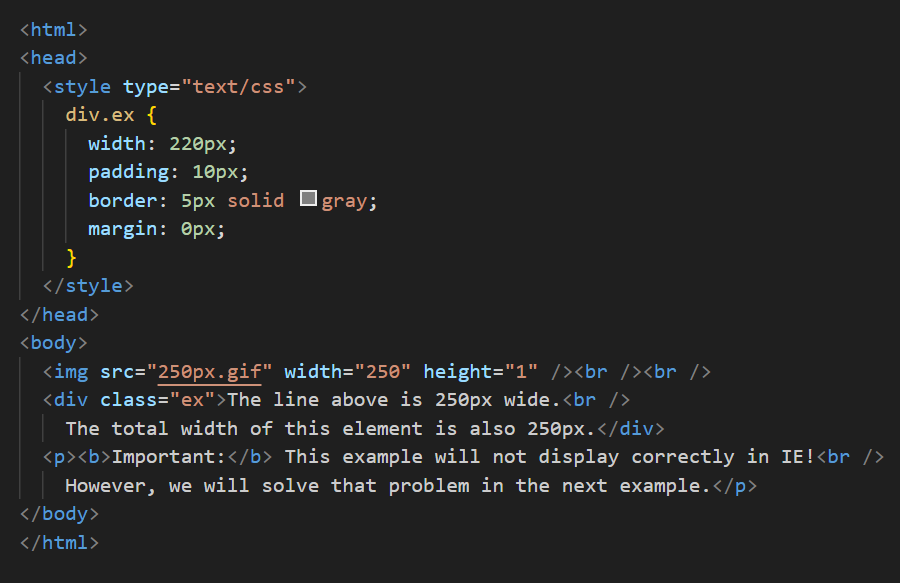 <html>
<head>
<style type="text/css">
div.ex {
width: 220px;
padding: 10px;
border: 5px solid gray;
margin: 0px;
}
</style>
</head>
<body>
<img src="250px.gif" width="250" height="1" /><br /><br />
<div class="ex">The line above is 250px wide.<br />
The total width of this element is also 250px.</div>
<p><b>Important:</b> This example will not display correctly in IE!<br />
However, we will solve that problem in the next example.</p>
</body>
</html>